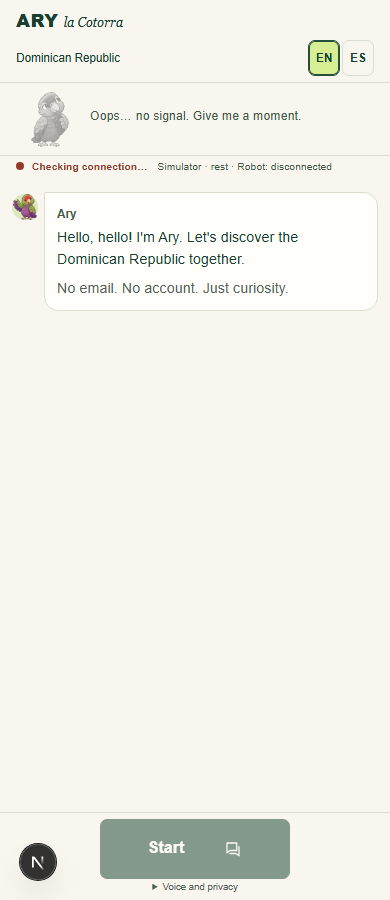 ARY la Cotorra
Dominican Republic
EN ES
Oops... no signal. Give me a moment.
Checking connection... Simulator · rest · Robot: disconnected
Ary
Hello, hello! I'm Ary. Let's discover the
Dominican Republic together.
No email. No account. Just curiosity.
Start
N
Voice and privacy